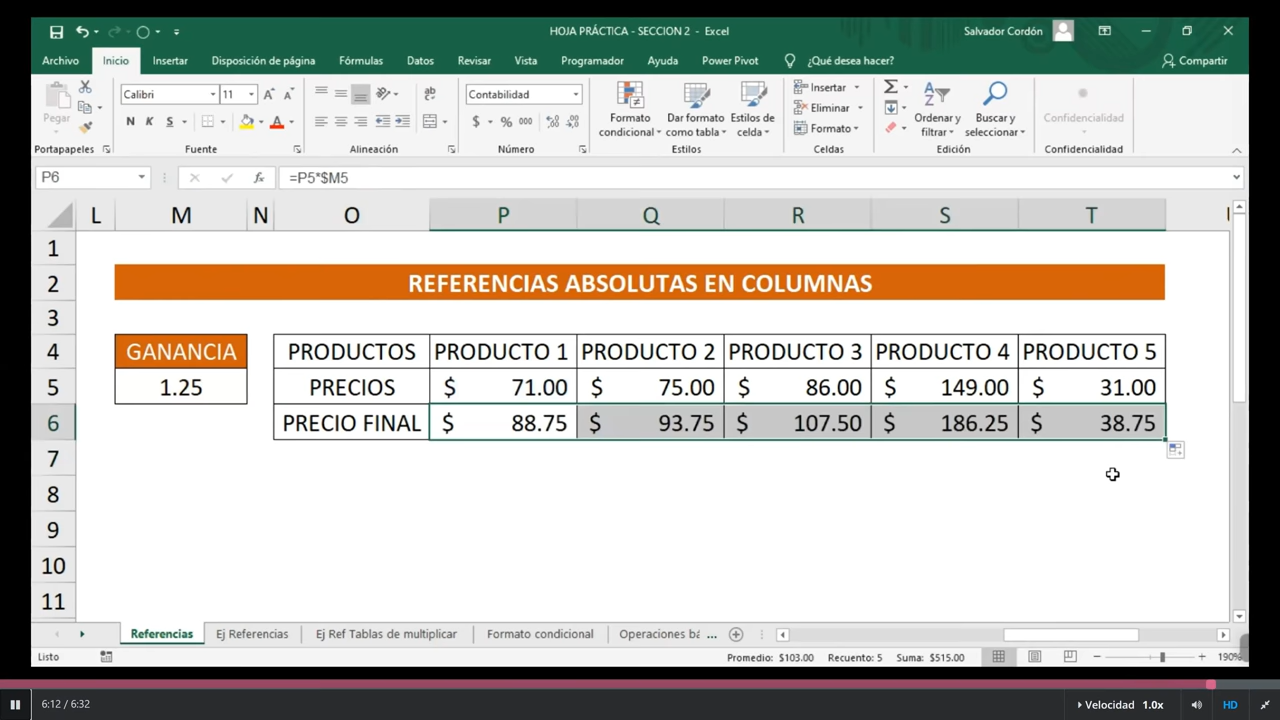 HOJA PRÁCTICA - SECCION 2 - Excel
Salvador Cordón
Archivo Inicio Insertar Disposición de página Fórmulas Datos Revisar Vista Programador Ayuda Power Pivot ¿Qué desea hacer? Compartir
Pegar
Portapapeles
Calibri 11
N K S
Fuente
Alineación
Contabilidad
$ % 000
Número
Formato condicional
Dar formato como tabla
Estilos de celda
Estilos
Insertar
Eliminar
Formato
Celdas
Ordenar y filtrar
Buscar y seleccionar
Edición
Confidencialidad
Confidencialidad
P6 fx =P5*$M5
L M N O P Q R S T
1
2 REFERENCIAS ABSOLUTAS EN COLUMNAS
3
4 GANANCIA PRODUCTOS PRODUCTO 1 PRODUCTO 2 PRODUCTO 3 PRODUCTO 4 PRODUCTO 5
5 1.25 PRECIOS $ 71.00 $ 75.00 $ 86.00 $ 149.00 $ 31.00
6 PRECIO FINAL $ 88.75 $ 93.75 $ 107.50 $ 186.25 $ 38.75
7
8
9
10
11
Referencias Ej Referencias Ej Ref Tablas de multiplicar Formato condicional Operaciones bá ...
Listo Promedio: $103.00 Recuento: 5 Suma: $515.00 190%
6:12 / 6:32 Velocidad 1.0x HD